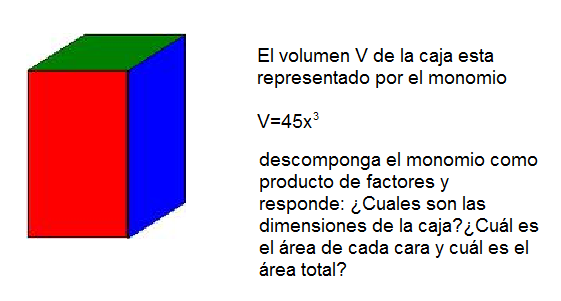 El volumen V de la caja esta
representado por el monomio
V=45x³
descomponga el monomio como
producto de factores y
responde: ¿Cuales son las
dimensiones de la caja?¿Cuál es
el área de cada cara y cuál es el
área total?